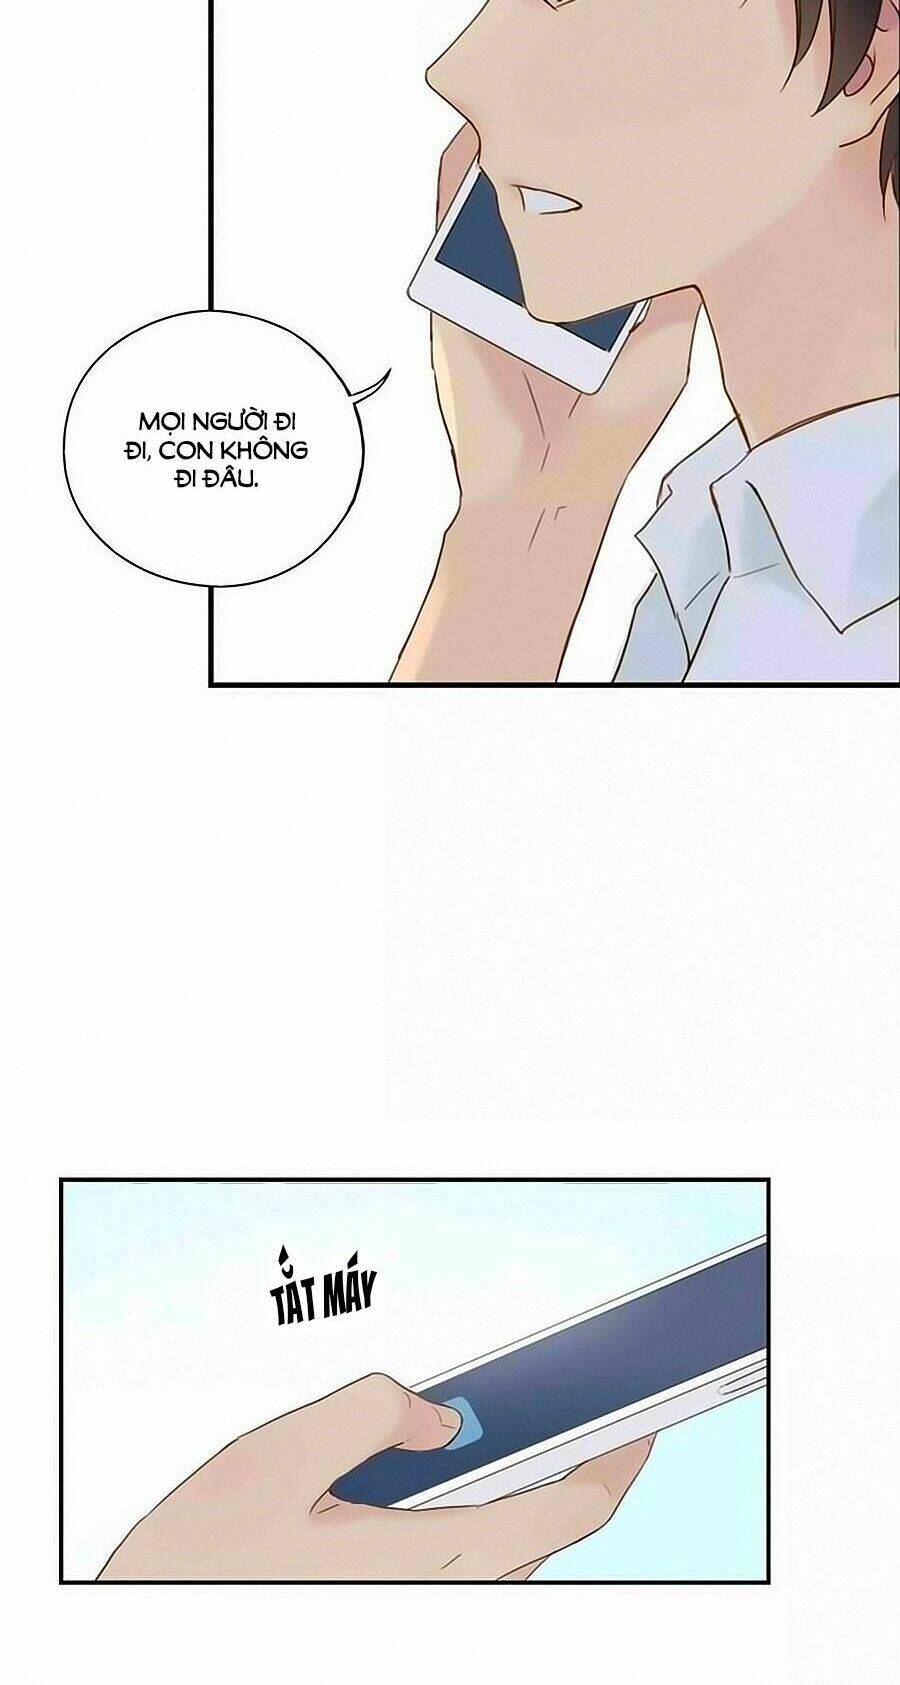 MỌI NGƯỜI ĐI
ĐI, CON KHÔNG
ĐI ĐÂU.
TẮT MÁY